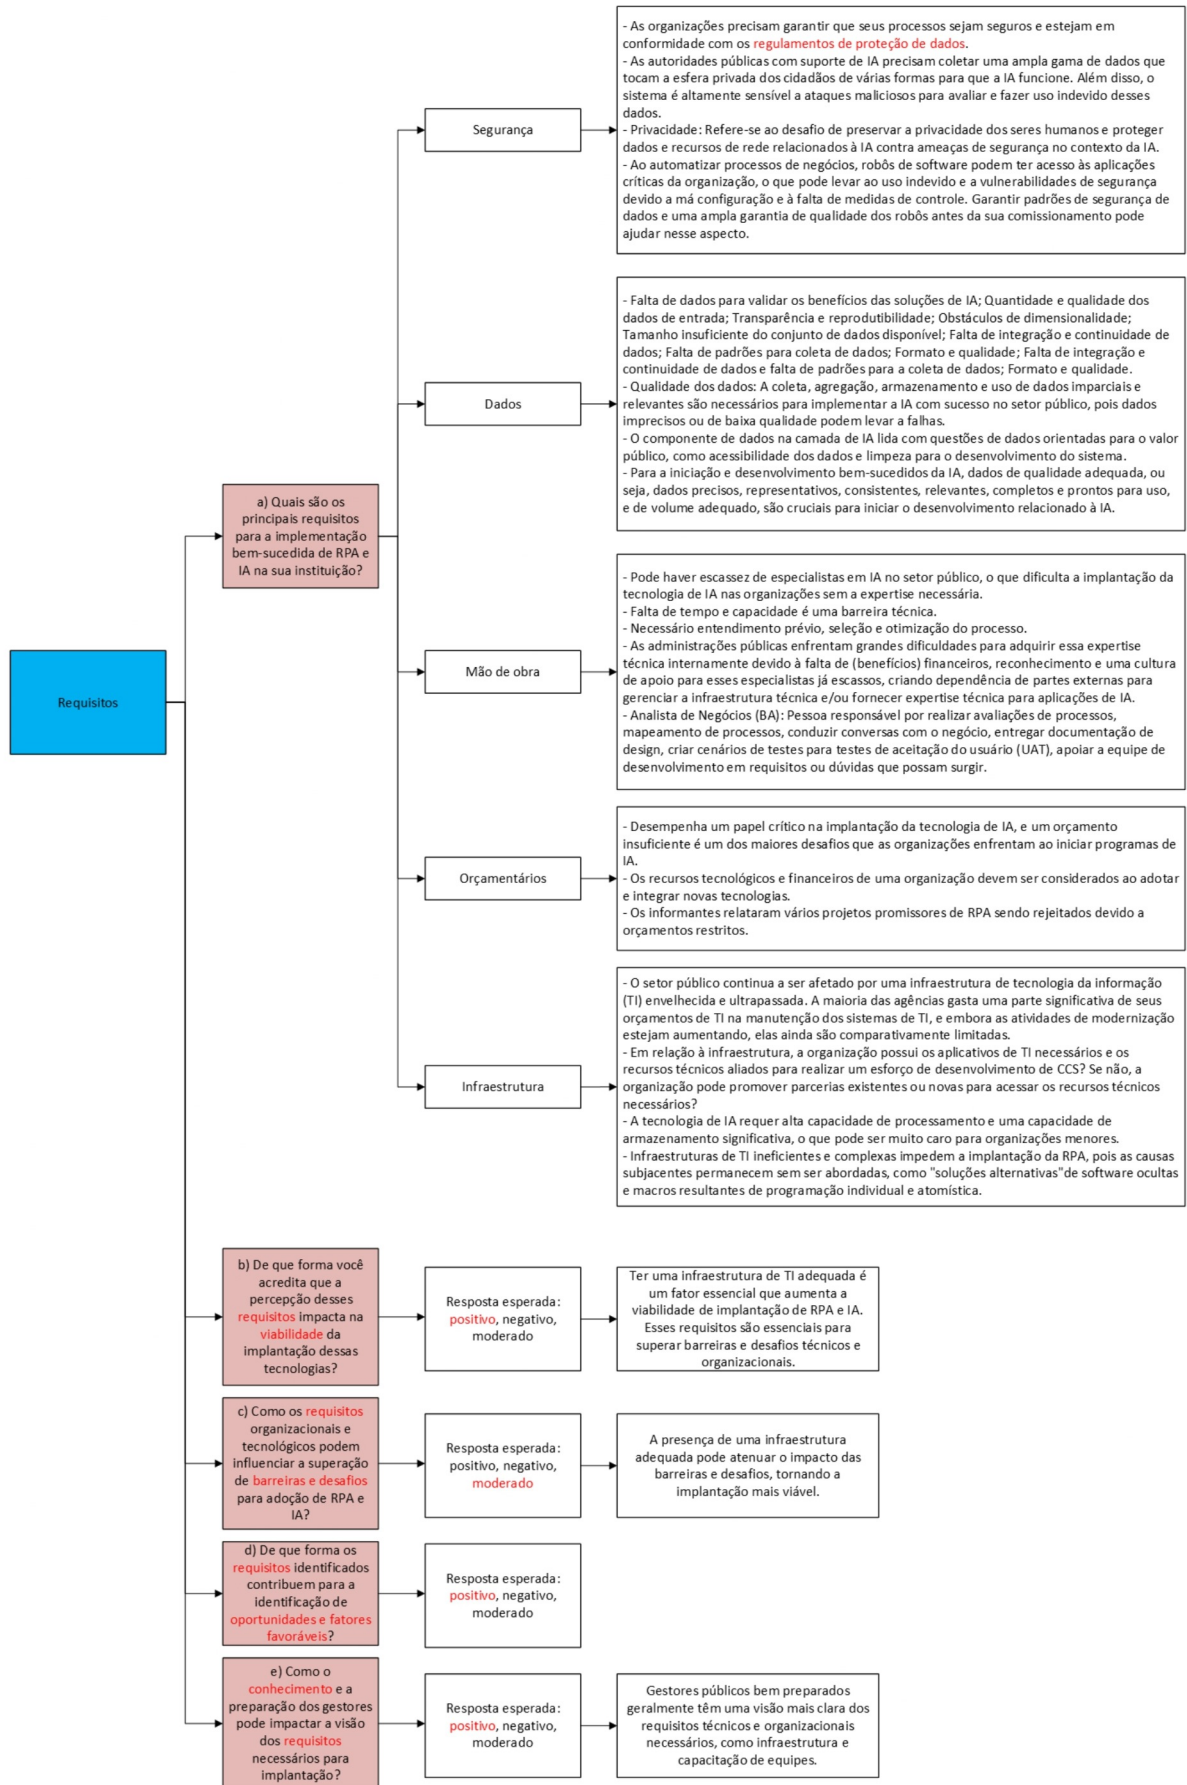 Requisitos
a) Quais são os
principais requisitos
para a implementação
bem-sucedida de RPA e
IA na sua instituição?
Segurança
- As organizações precisam garantir que seus processos sejam seguros e estejam em
conformidade com os regulamentos de proteção de dados.
- As autoridades públicas com suporte de IA precisam coletar uma ampla gama de dados que
tocam a esfera privada dos cidadãos de várias formas para que a IA funcione. Além disso, o
sistema é altamente sensível a ataques maliciosos para avaliar e fazer uso indevido desses
dados.
- Privacidade: Refere-se ao desafio de preservar a privacidade dos seres humanos e proteger
dados e recursos de rede relacionados à IA contra ameaças de segurança no contexto da IA.
- Ao automatizar processos de negócios, robôs de software podem ter acesso às aplicações
críticas da organização, o que pode levar ao uso indevido e a vulnerabilidades de segurança
devido a má configuração e à falta de medidas de controle. Garantir padrões de segurança de
dados e uma ampla garantia de qualidade dos robôs antes da sua comissionamento pode
ajudar nesse aspecto.
Dados
- Falta de dados para validar os benefícios das soluções de IA; Quantidade e qualidade dos
dados de entrada; Transparência e reprodutibilidade; Obstáculos de dimensionalidade;
Tamanho insuficiente do conjunto de dados disponível; Falta de integração e continuidade de
dados; Falta de padrões para coleta de dados; Formato e qualidade; Falta de integração e
continuidade de dados e falta de padrões para a coleta de dados; Formato e qualidade.
- Qualidade dos dados: A coleta, agregação, armazenamento e uso de dados imparciais e
relevantes são necessários para implementar a IA com sucesso no setor público, pois dados
imprecisos ou de baixa qualidade podem levar a falhas.
- O componente de dados na camada de IA lida com questões de dados orientadas para o valor
público, como acessibilidade dos dados e limpeza para o desenvolvimento do sistema.
- Para a iniciação e desenvolvimento bem-sucedidos da IA, dados de qualidade adequada, ou
seja, dados precisos, representativos, consistentes, relevantes, completos e prontos para uso,
e de volume adequado, são cruciais para iniciar o desenvolvimento relacionado à IA.
Mão de obra
- Pode haver escassez de especialistas em IA no setor público, o que dificulta a implantação da
tecnologia de IA nas organizações sem a expertise necessária.
- Falta de tempo e capacidade é uma barreira técnica.
- Necessário entendimento prévio, seleção e otimização do processo.
- As administrações públicas enfrentam grandes dificuldades para adquirir essa expertise
técnica internamente devido à falta de (benefícios) financeiros, reconhecimento e uma cultura
de apoio para esses especialistas já escassos, criando dependência de partes externas para
gerenciar a infraestrutura técnica e/ou fornecer expertise técnica para aplicações de IA.
- Analista de Negócios (BA): Pessoa responsável por realizar avaliações de processos,
mapeamento de processos, conduzir conversas com o negócio, entregar documentação de
design, criar cenários de testes para testes de aceitação do usuário (UAT), apoiar a equipe de
desenvolvimento em requisitos ou dúvidas que possam surgir.
Orçamentários
- Desempenha um papel crítico na implantação da tecnologia de IA, e um orçamento
insuficiente é um dos maiores desafios que as organizações enfrentam ao iniciar programas de
IA.
- Os recursos tecnológicos e financeiros de uma organização devem ser considerados ao adotar
e integrar novas tecnologias.
- Os informantes relataram vários projetos promissores de RPA sendo rejeitados devido a
orçamentos restritos.
Infraestrutura
- O setor público continua a ser afetado por uma infraestrutura de tecnologia da informação
(TI) envelhecida e ultrapassada. A maioria das agências gasta uma parte significativa de seus
orçamentos de TI na manutenção dos sistemas de TI, e embora as atividades de modernização
estejam aumentando, elas ainda são comparativamente limitadas.
- Em relação à infraestrutura, a organização possui os aplicativos de TI necessários e os
recursos técnicos aliados para realizar um esforço de desenvolvimento de CCS? Se não, a
organização pode promover parcerias existentes ou novas para acessar os recursos técnicos
necessários?
- A tecnologia de IA requer alta capacidade de processamento e uma capacidade de
armazenamento significativa, o que pode ser muito caro para organizações menores.
- Infraestruturas de TI ineficientes e complexas impedem a implantação da RPA, pois as causas
subjacentes permanecem sem ser abordadas, como "soluções alternativas"de software ocultas
e macros resultantes de programação individual e atomística.
b) De que forma você
acredita que a
percepção desses
requisitos impacta na
viabilidade da
implantação dessas
tecnologias?
Resposta esperada:
positivo, negativo,
moderado
Ter uma infraestrutura de TI adequada é
um fator essencial que aumenta a
viabilidade de implantação de RPA e IA.
Esses requisitos são essenciais para
superar barreiras e desafios técnicos e
organizacionais.
c) Como os requisitos
organizacionais e
tecnológicos podem
influenciar a superação
de barreiras e desafios
para adoção de RPA e
IA?
Resposta esperada:
positivo, negativo,
moderado
A presença de uma infraestrutura
adequada pode atenuar o impacto das
barreiras e desafios, tornando a
implantação mais viável.
d) De que forma os
requisitos identificados
contribuem para a
identificação de
oportunidades e fatores
favoráveis?
Resposta esperada:
positivo, negativo,
moderado
e) Como o
conhecimento e a
preparação dos gestores
pode impactar a visão
dos requisitos
necessários para
implantação?
Resposta esperada:
positivo, negativo,
moderado
Gestores públicos bem preparados
geralmente têm uma visão mais clara dos
requisitos técnicos e organizacionais
necessários, como infraestrutura e
capacitação de equipes.